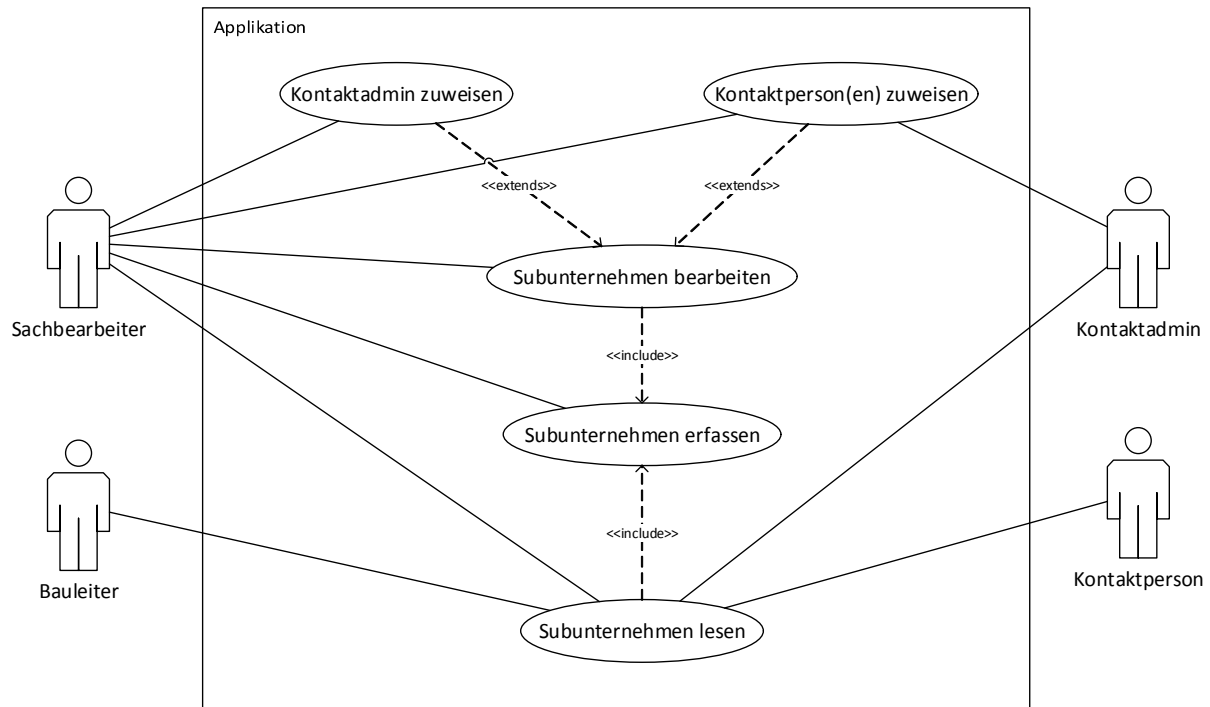 Applikation
Kontaktadmin zuweisen
Kontaktperson(en) zuweisen
<<extends>>
<<extends>>
Subunternehmen bearbeiten
Sachbearbeiter
Kontaktadmin
<<include>>
Subunternehmen erfassen
<<include>>
Bauleiter
Kontaktperson
Subunternehmen lesen